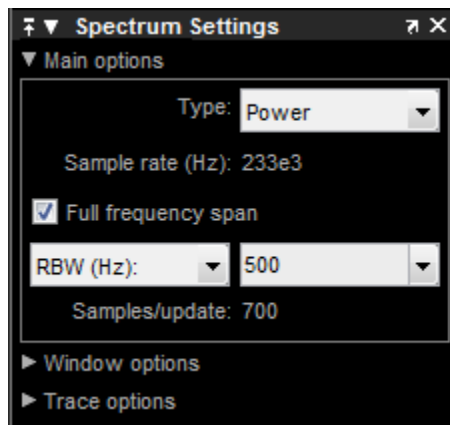 Spectrum Settings
Main options
Type: Power
Sample rate (Hz): 233e3
Full frequency span
RBW (Hz): 500
Samples/update: 700
Window options
Trace options